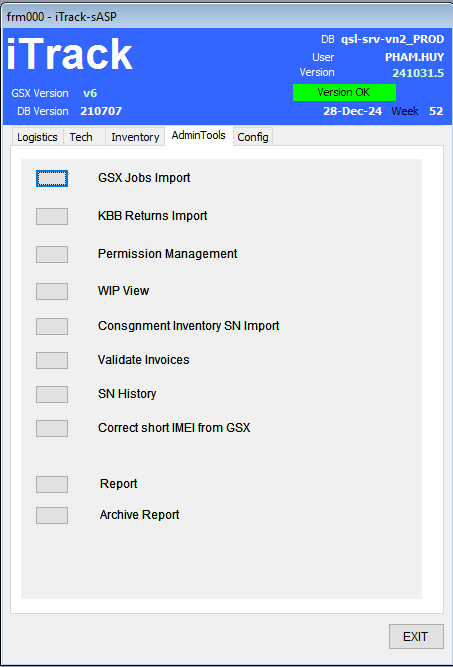 frm000 - iTrack-sASP
iTrack
DB qsl-srv-vn2_PROD
User PHAM.HUY
Version 241031.5
GSX Version v6
Version OK
DB Version 210707
28-Dec-24 Week 52
Logistics Tech Inventory AdminTools Config
GSX Jobs Import
KBB Returns Import
Permission Management
WIP View
Consgnment Inventory SN Import
Validate Invoices
SN History
Correct short IMEI from GSX
Report
Archive Report
EXIT